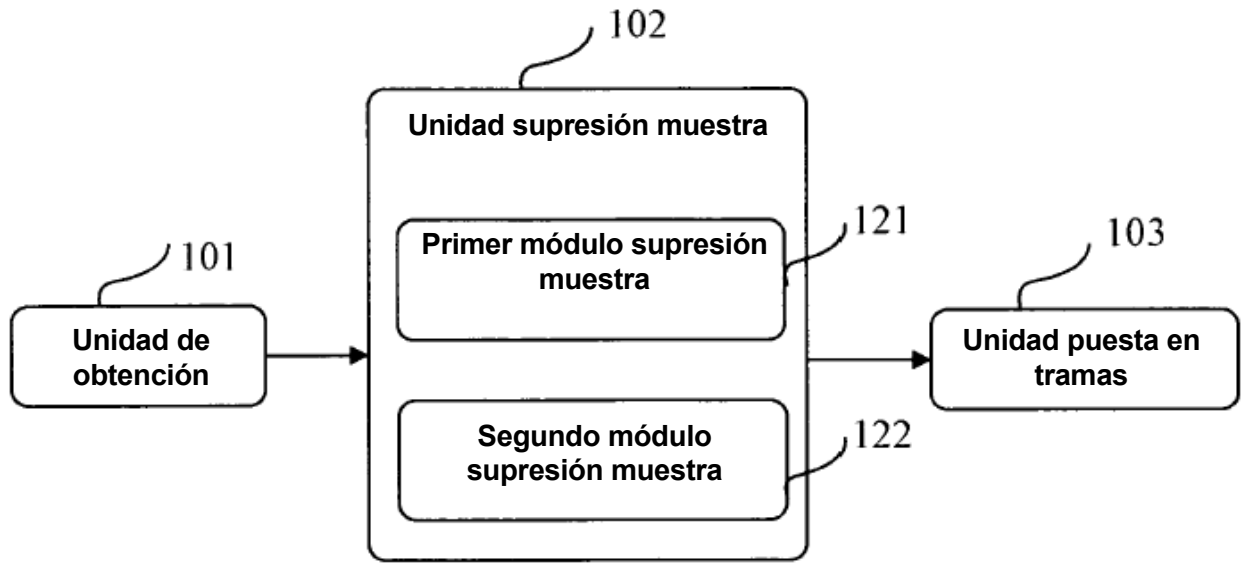 102
Unidad supresión muestra
101
Unidad de
obtención
Primer módulo supresión
muestra
121
Segundo módulo
supresión muestra
122
103
Unidad puesta en
tramas